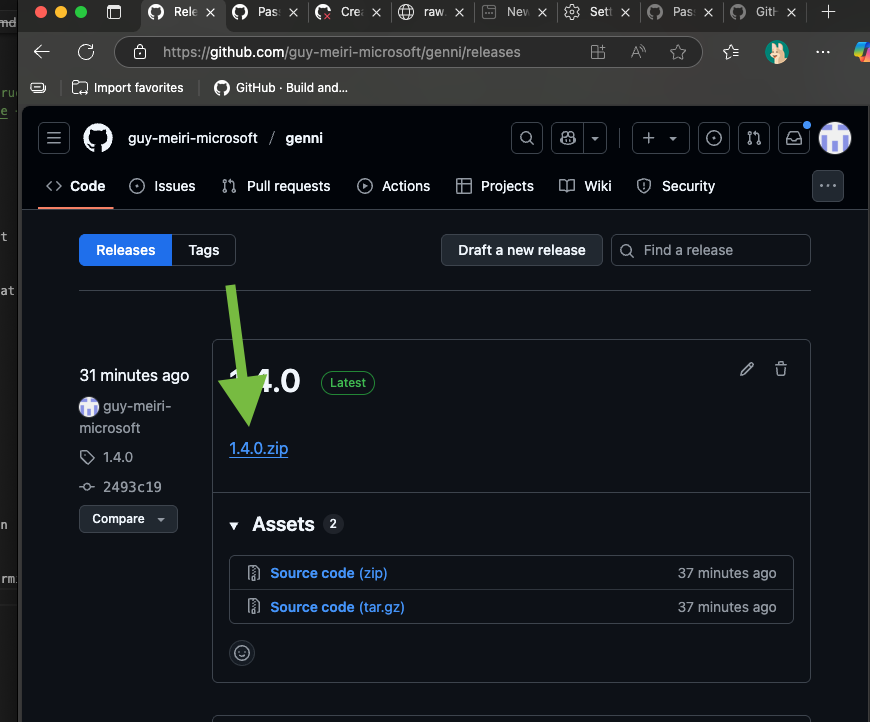 Rele
Pas
Cre
raw.
New
Sett
Pas
GitH
https://github.com/guy-meiri-microsoft/genni/releases
Import favorites
GitHub · Build and...
guy-meiri-microsoft / genni
Code
Issues
Pull requests
Actions
Projects
Wiki
Security
Releases
Tags
Draft a new release
Find a release
31 minutes ago
guy-meiri-
microsoft
1.4.0
2493c19
Compare
1.4.0
Latest
1.4.0.zip
Assets 2
Source code (zip)
37 minutes ago
Source code (tar.gz)
37 minutes ago